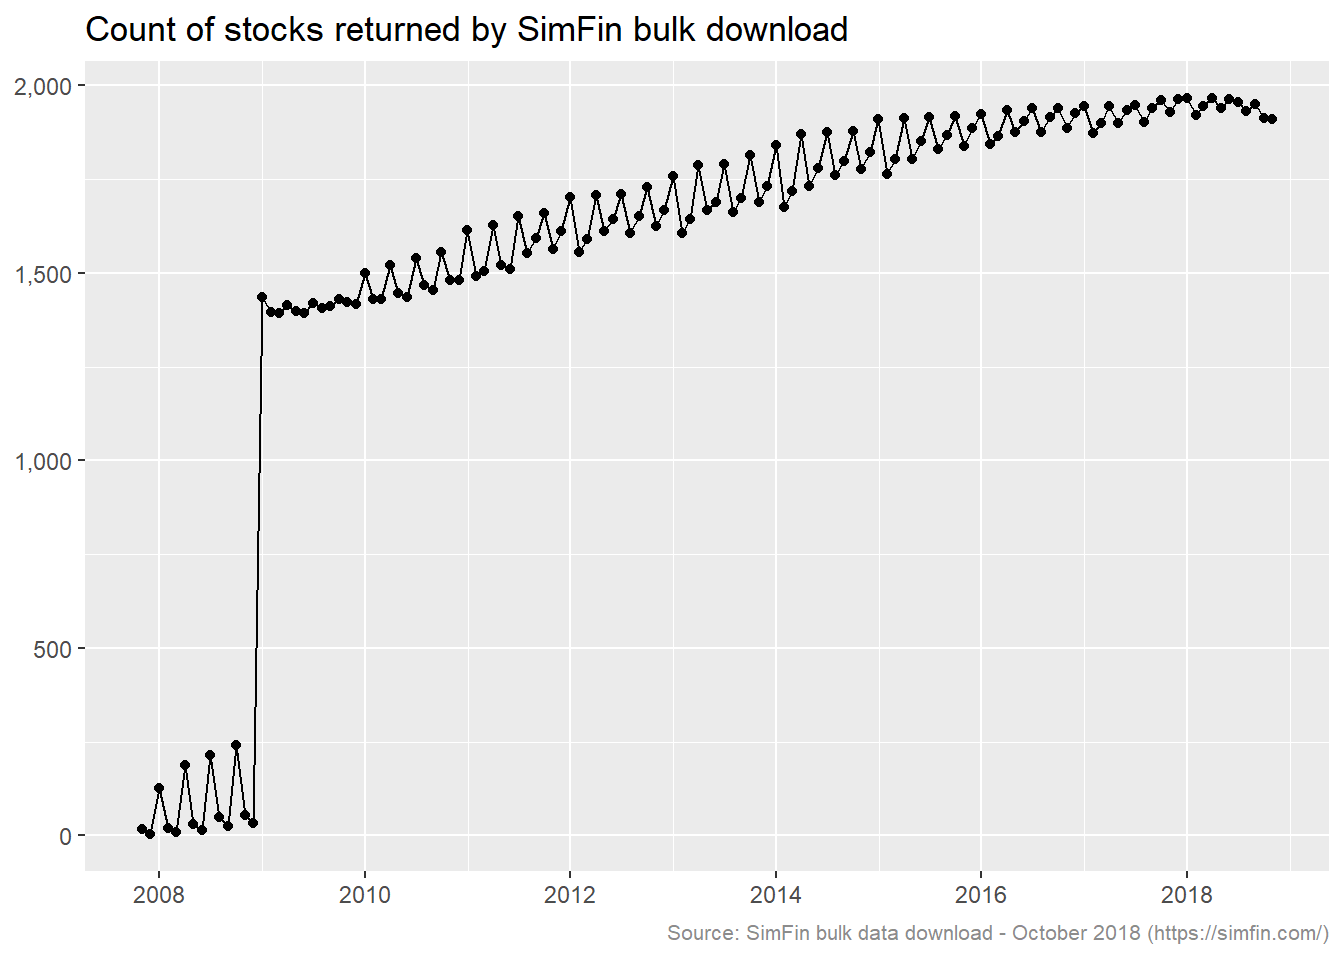 Count of stocks returned by SimFin bulk download
2,000
1,500
1,000
500
0
2008 2010 2012 2014 2016 2018
Source: SimFin bulk data download - October 2018 (https://simfin.com/)